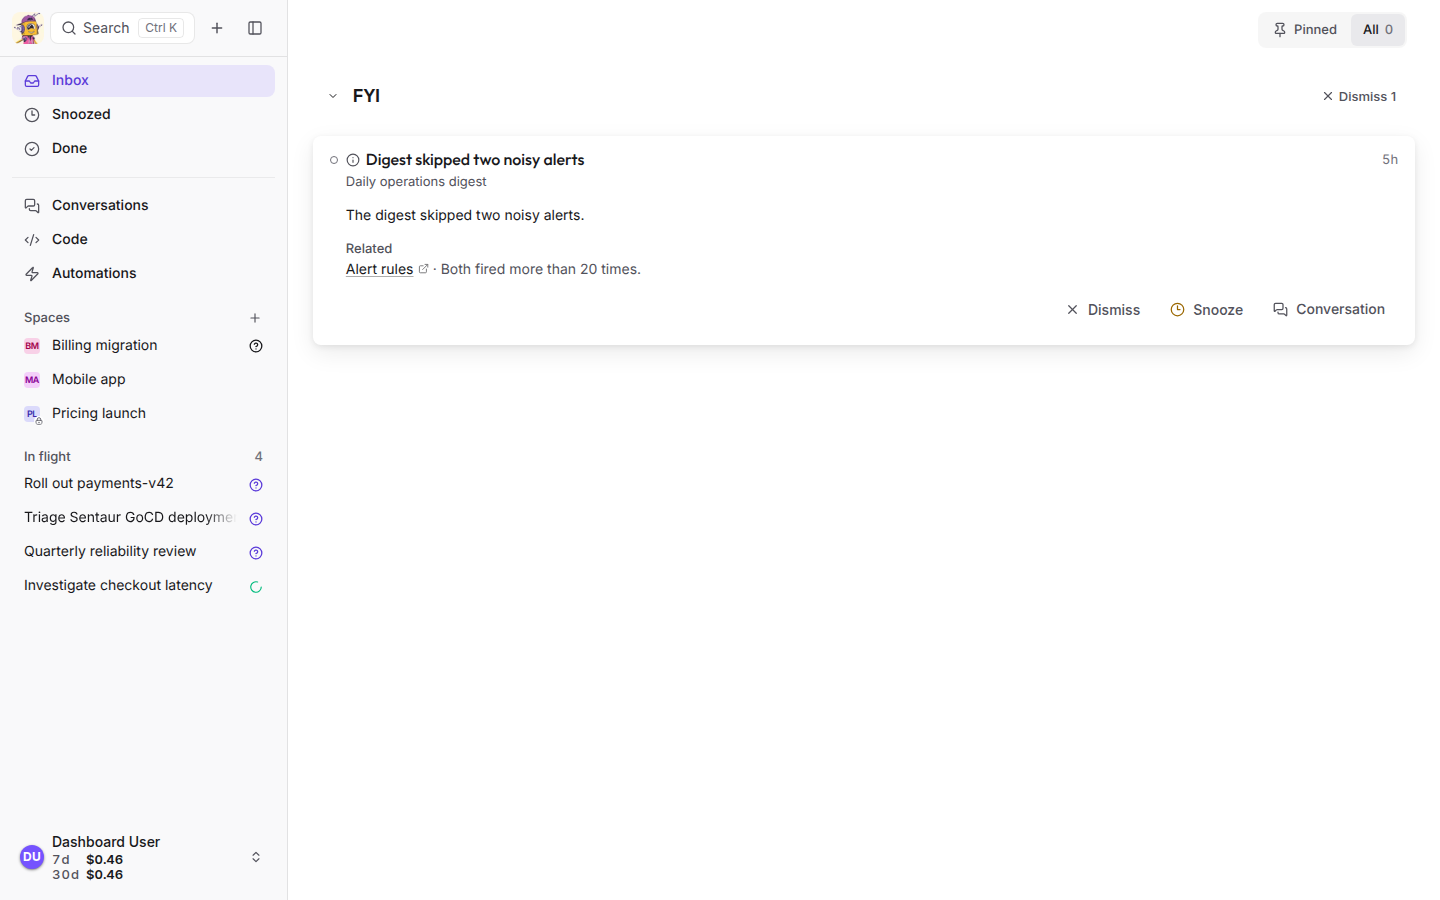 Search Ctrl K
Inbox
Snoozed
Done
Conversations
Code
Automations
Spaces
BM Billing migration
MA Mobile app
PL Pricing launch
In flight 4
Roll out payments-v42
Triage Sentaur GoCD deployme
Quarterly reliability review
Investigate checkout latency
DU Dashboard User
7d $0.46
30d $0.46
Pinned All 0
FYI Dismiss 1
Digest skipped two noisy alerts 5h
Daily operations digest
The digest skipped two noisy alerts.
Related
Alert rules · Both fired more than 20 times.
Dismiss Snooze Conversation